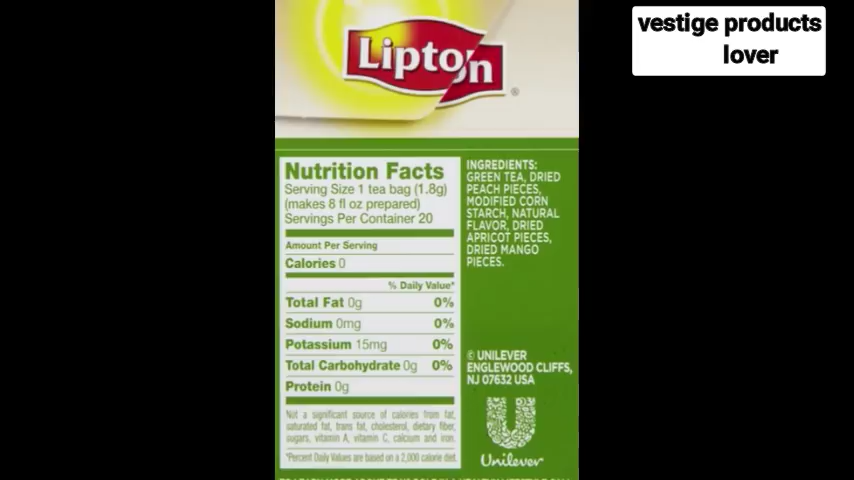 vestige products
lover
Lipton
®
Nutrition Facts
Serving Size 1 tea bag (1.8g)
(makes 8 fl oz prepared)
Servings Per Container 20
Amount Per Serving
Calories 0
% Daily Value*
Total Fat 0g 0%
Sodium 0mg 0%
Potassium 15mg 0%
Total Carbohydrate 0g 0%
Protein 0g
Not a significant source of calories from fat,
saturated fat, trans fat, cholesterol, dietary fiber,
sugars, vitamin A, vitamin C, calcium and iron.
*Percent Daily Values are based on a 2,000 calorie diet.
INGREDIENTS:
GREEN TEA, DRIED
PEACH PIECES,
MODIFIED CORN
STARCH, NATURAL
FLAVOR, DRIED
APRICOT PIECES,
DRIED MANGO
PIECES.
© UNILEVER
ENGLEWOOD CLIFFS,
NJ 07632 USA
Unilever